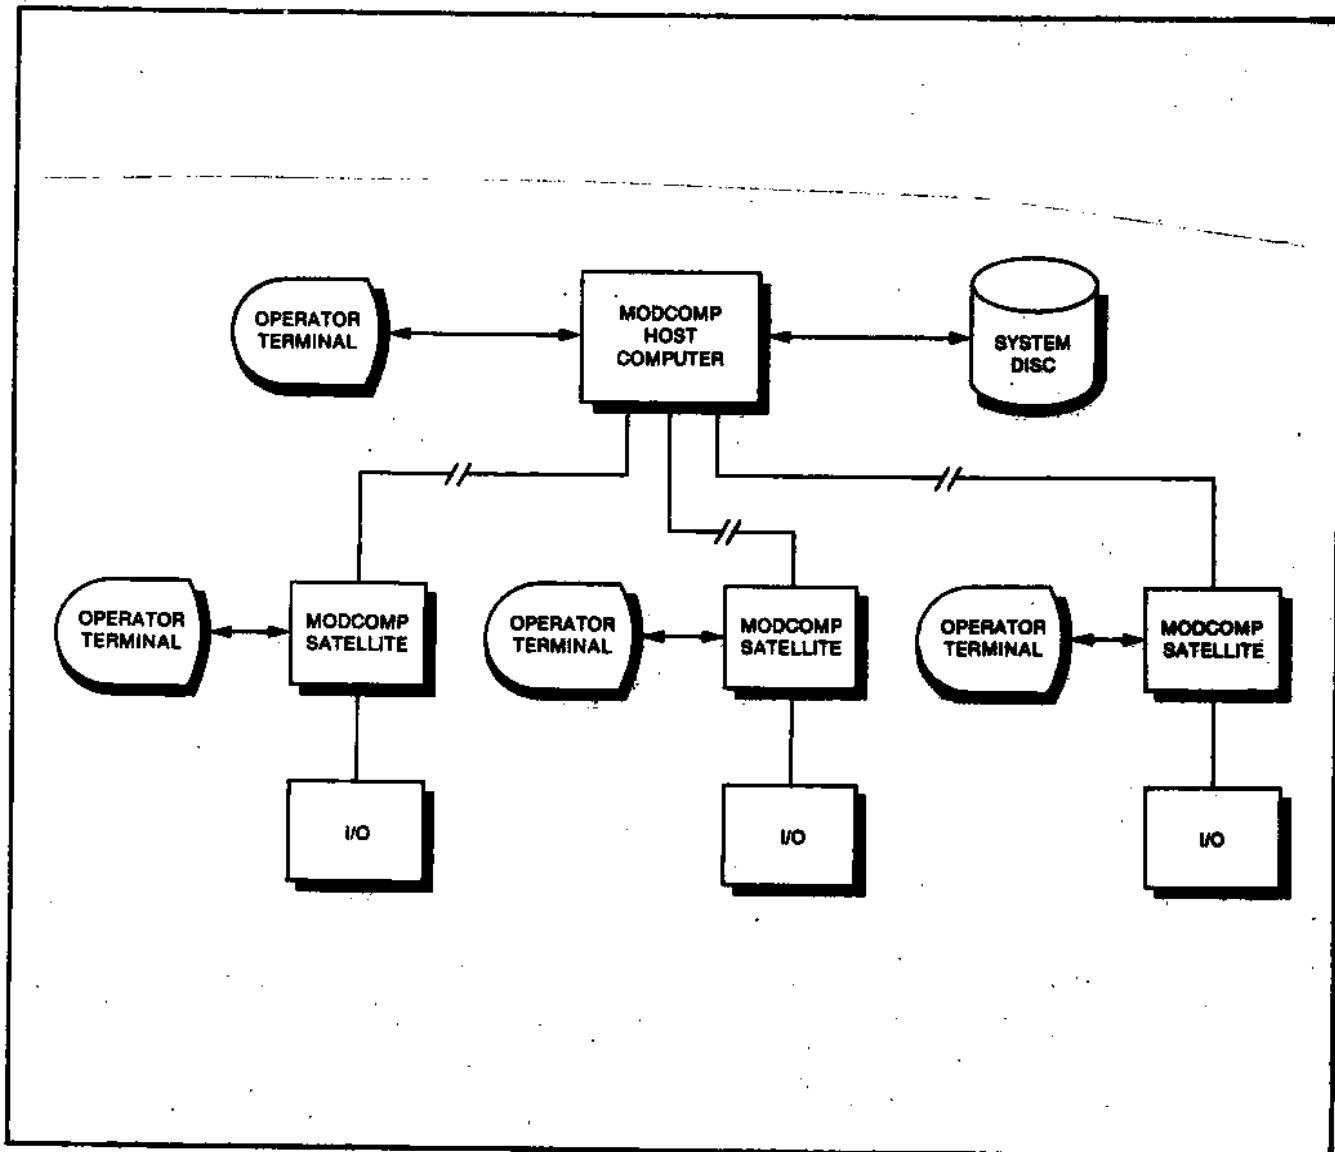 OPERATOR
TERMINAL
MODCOMP
HOST
COMPUTER
SYSTEM
DISC
OPERATOR
TERMINAL
MODCOMP
SATELLITE
OPERATOR
TERMINAL
MODCOMP
SATELLITE
OPERATOR
TERMINAL
MODCOMP
SATELLITE
I/O
I/O
I/O